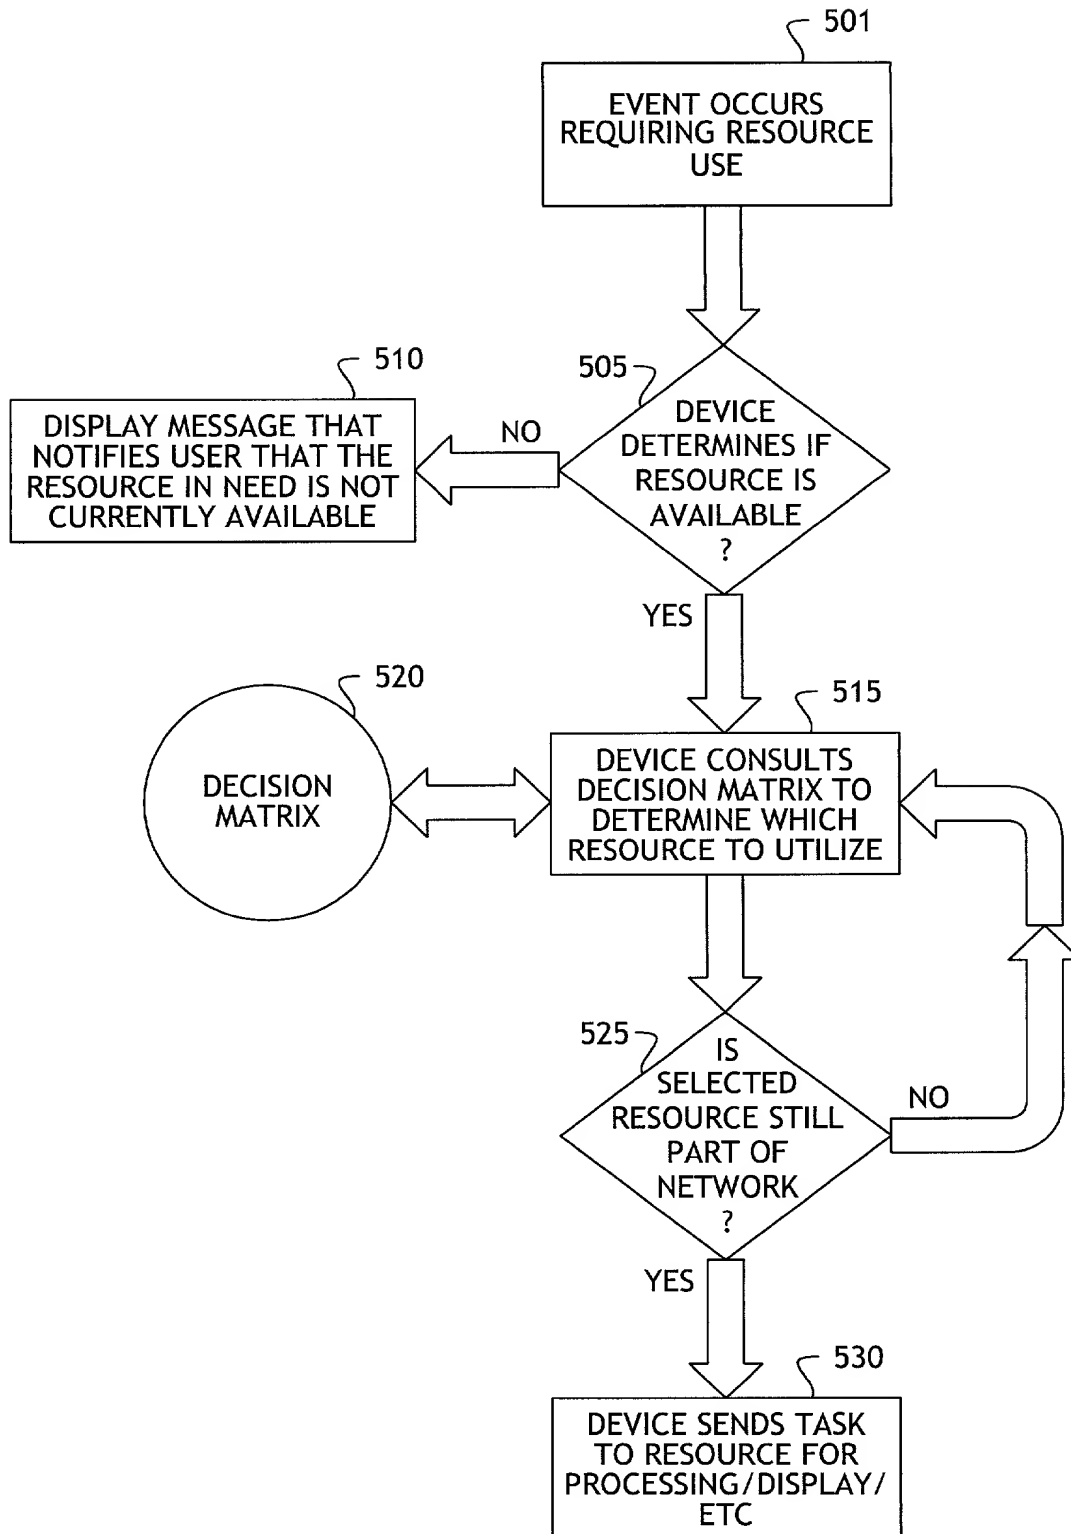 501
EVENT OCCURS
REQUIRING RESOURCE
USE
510
505
DISPLAY MESSAGE THAT
NOTIFIES USER THAT THE
RESOURCE IN NEED IS NOT
CURRENTLY AVAILABLE
NO
DEVICE
DETERMINES IF
RESOURCE IS
AVAILABLE
?
YES
520
515
DECISION
MATRIX
DEVICE CONSULTS
DECISION MATRIX TO
DETERMINE WHICH
RESOURCE TO UTILIZE
525
IS
SELECTED
RESOURCE STILL
PART OF
NETWORK
?
NO
YES
530
DEVICE SENDS TASK
TO RESOURCE FOR
PROCESSING/DISPLAY/
ETC